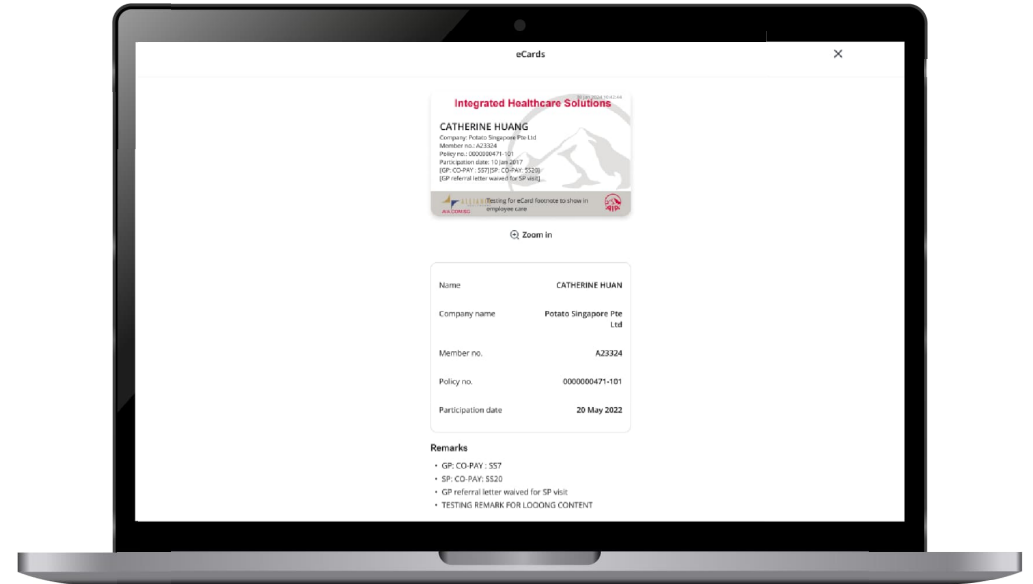 eCards
Integrated Healthcare Solutions
CATHERINE HUANG
Company: Potato Singapore Pte Ltd
Member no.: A23324
Policy no.: 0000000471-101
Participation date: 10 Jan 2017
[GP: CO-PAY : S$7][SP: CO-PAY: S$20]
[GP referral letter waived for SP visit]
Testing for eCard footnote to show in
employee care
AIA
Zoom in
Name CATHERINE HUAN
Company name Potato Singapore Pte
Ltd
Member no. A23324
Policy no. 0000000471-101
Participation date 20 May 2022
Remarks
• GP: CO-PAY : S$7
• SP: CO-PAY: S$20
• GP referral letter waived for SP visit
• TESTING REMARK FOR LOOONG CONTENT